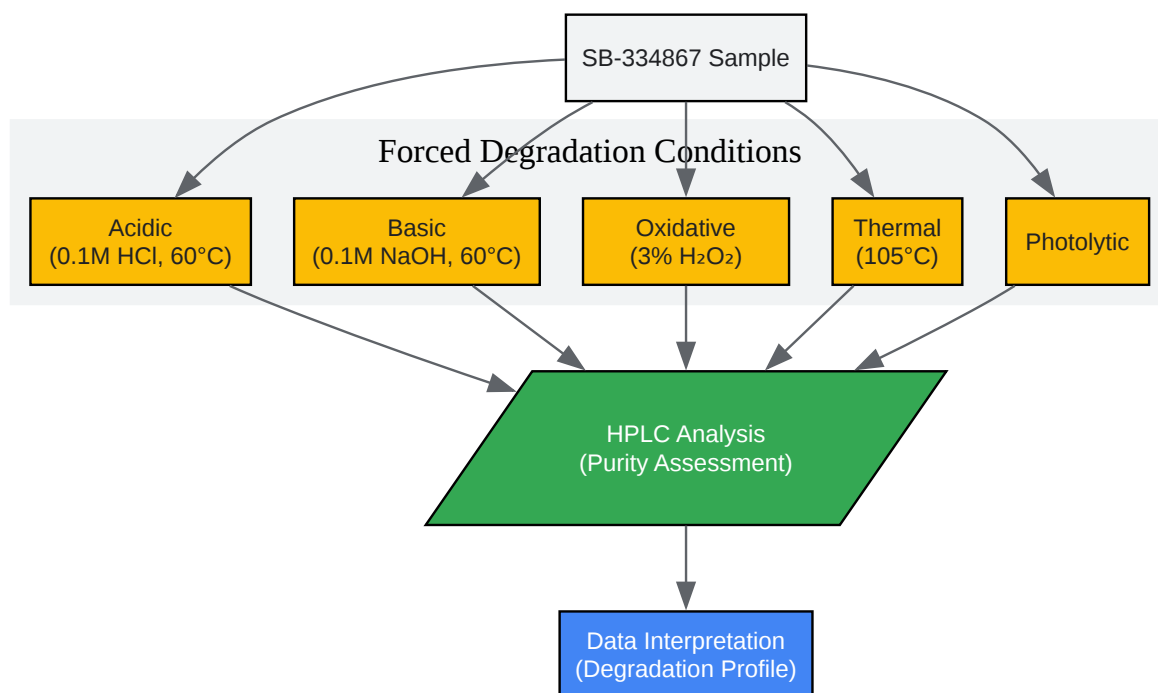 SB-334867 Sample
Forced Degradation Conditions
Acidic
(0.1M HCl, 60°C)
Basic
(0.1M NaOH, 60°C)
Oxidative
(3% H₂O₂)
Thermal
(105°C)
Photolytic
HPLC Analysis
(Purity Assessment)
Data Interpretation
(Degradation Profile)